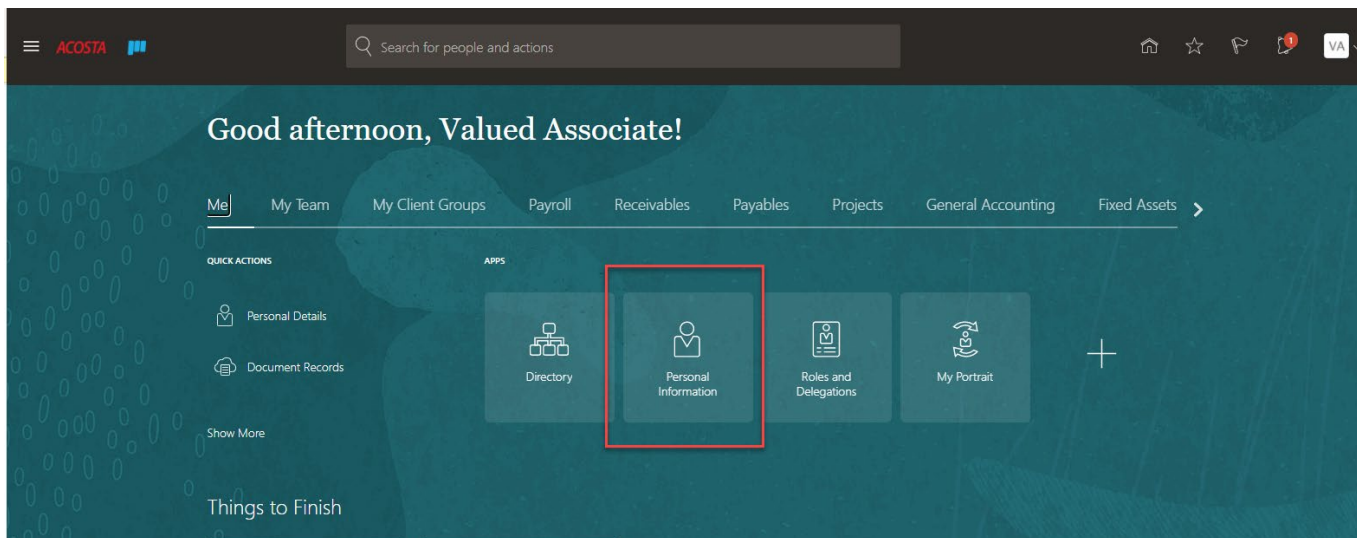 ACOSTA
Search for people and actions
1
VA
Good afternoon, Valued Associate!
Me My Team My Client Groups Payroll Receivables Payables Projects General Accounting Fixed Assets
QUICK ACTIONS
APPS
Personal Details
Document Records
Show More
Directory
Personal
Information
Roles and
Delegations
My Portrait
Things to Finish